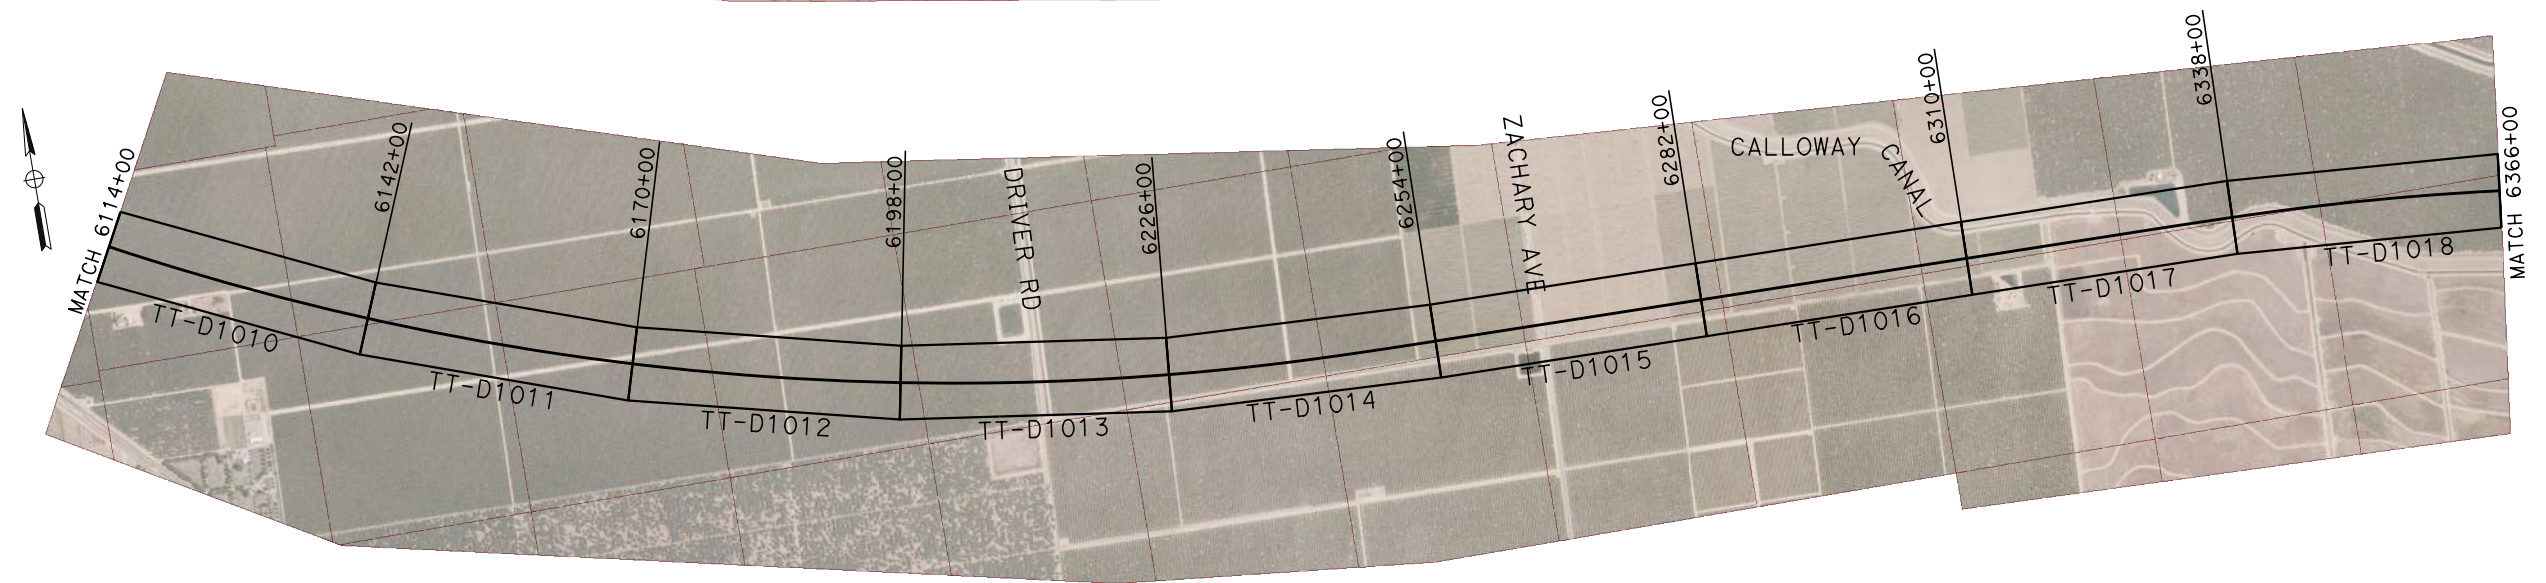 MATCH 6114+00
6142+00
6170+00
6198+00
DRIVER RD
6226+00
6254+00
ZACHARY AVE
6282+00
CALLOWAY
CANAL
6310+00
6338+00
MATCH 6366+00
TT-D1010
TT-D1011
TT-D1012
TT-D1013
TT-D1014
TT-D1015
TT-D1016
TT-D1017
TT-D1018